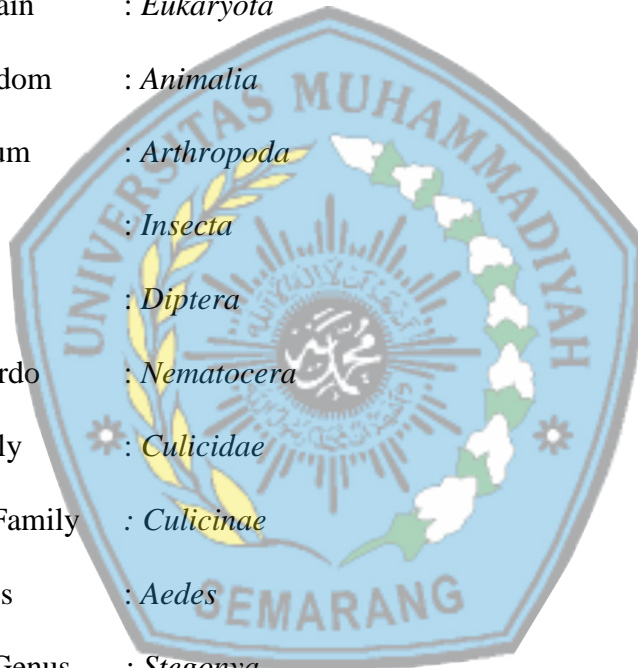 ain : Eukaryota
dom : Animalia
um : Arthropoda
: Insecta
: Diptera
rdo : Nematocera
ly : Culicidae
Family : Culicinae
s : Aedes
Genus : Stegonya
UNIVERSITAS MUHAMMADIYAH
SEMARANG